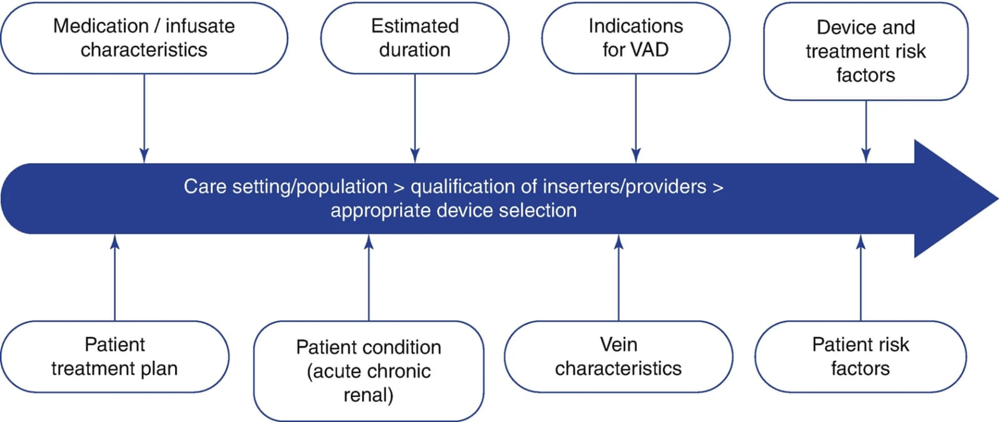 Medication / infusate
characteristics
Estimated
duration
Indications
for VAD
Device and
treatment risk
factors
Care setting/population > qualification of inserters/providers >
appropriate device selection
Patient
treatment plan
Patient condition
(acute chronic
renal)
Vein
characteristics
Patient risk
factors